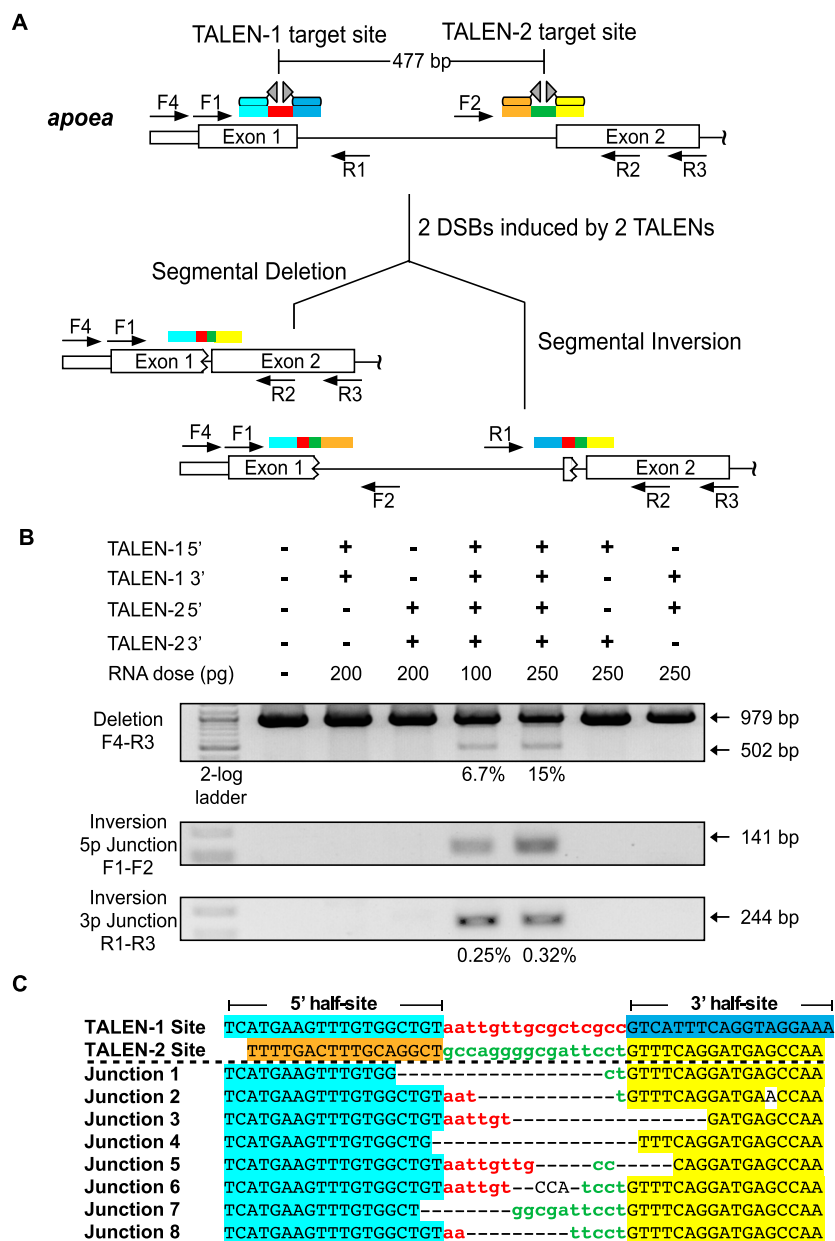 A
TALEN-1 target site
TALEN-2 target site
477 bp
F4 F1 F2
apoea
Exon 1 Exon 2
R1 R2 R3
2 DSBs induced by 2 TALENs
Segmental Deletion
F4 F1
Segmental Inversion
Exon 1 Exon 2
R2 R3
F4 F1 R1
Exon 1 Exon 2
F2 R2 R3
B
TALEN-1 5' - + - + + + -
TALEN-1 3' - + - + + - +
TALEN-2 5' - - + + + - +
TALEN-2 3' - - + + + + -
RNA dose (pg) - 200 200 100 250 250 250
Deletion
F4-R3
← 979 bp
← 502 bp
2-log
ladder
6.7% 15%
Inversion
5p Junction
F1-F2
← 141 bp
Inversion
3p Junction
R1-R3
← 244 bp
0.25% 0.32%
C
5' half-site 3' half-site
TALEN-1 Site TCATGAAGTTTGTGGCTGTaattgttgcgctcgccGTCATTTCAGGTAGGAAA
TALEN-2 Site TTTTGACTTTGCAGGCTgccaggggcgattcctGTTTCAGGATGAGCCAA
Junction 1 TCATGAAGTTTGTGG------------------ctGTTTCAGGATGAGCCAA
Junction 2 TCATGAAGTTTGTGGCTGTaat------------tGTTTCAGGATGAACCAA
Junction 3 TCATGAAGTTTGTGGCTGTaattgt-----------------GATGAGCCAA
Junction 4 TCATGAAGTTTGTGGCTG------------------TTTCAGGATGAGCCAA
Junction 5 TCATGAAGTTTGTGGCTGTaattgttg-----cc-----CAGGATGAGCCAA
Junction 6 TCATGAAGTTTGTGGCTGTaattgt--CCA-tcctGTTTCAGGATGAGCCAA
Junction 7 TCATGAAGTTTGTGGCT--------ggcgattcctGTTTCAGGATGAGCCAA
Junction 8 TCATGAAGTTTGTGGCTGTaa---------ttcctGTTTCAGGATGAGCCAA